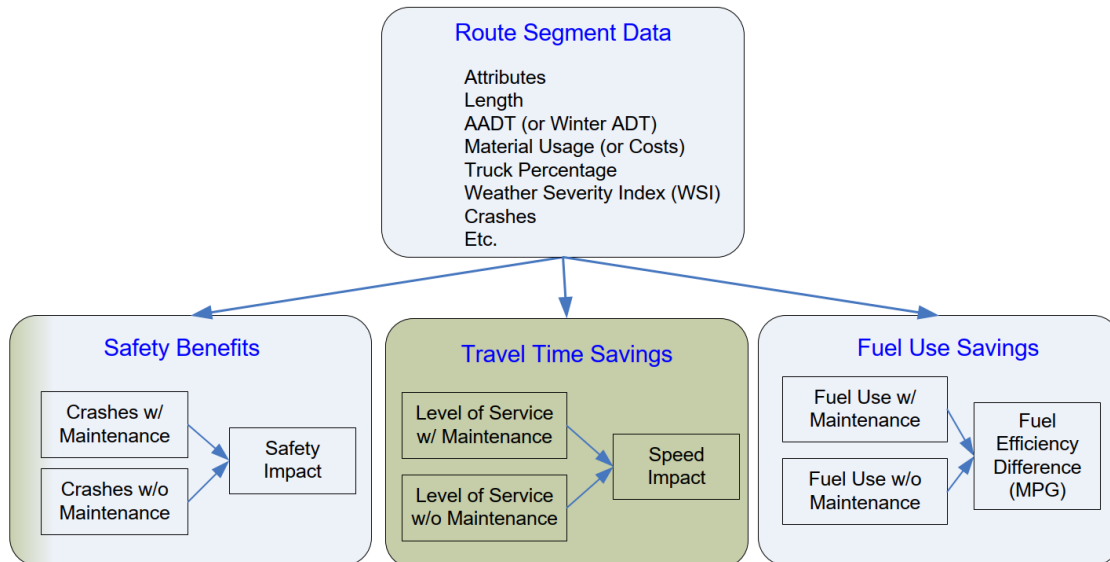 Route Segment Data
Attributes
Length
AADT (or Winter ADT)
Material Usage (or Costs)
Truck Percentage
Weather Severity Index (WSI)
Crashes
Etc.
Safety Benefits
Crashes w/
Maintenance
Crashes w/o
Maintenance
Safety
Impact
Travel Time Savings
Level of Service
w/ Maintenance
Level of Service
w/o Maintenance
Speed
Impact
Fuel Use Savings
Fuel Use w/
Maintenance
Fuel Use w/o
Maintenance
Fuel
Efficiency
Difference
(MPG)